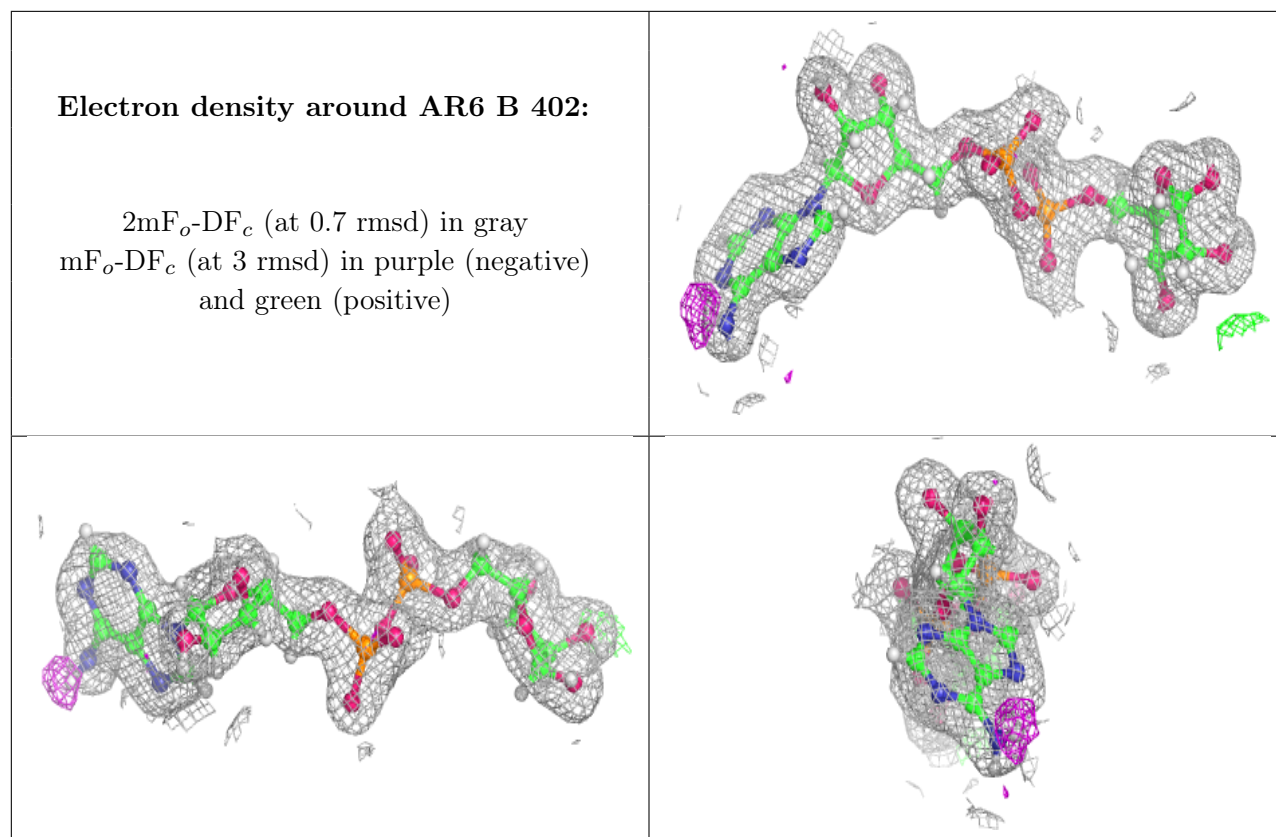 Electron density around AR6 B 402:
2mFₒ-DF𝒸 (at 0.7 rmsd) in gray
mFₒ-DF𝒸 (at 3 rmsd) in purple (negative)
and green (positive)